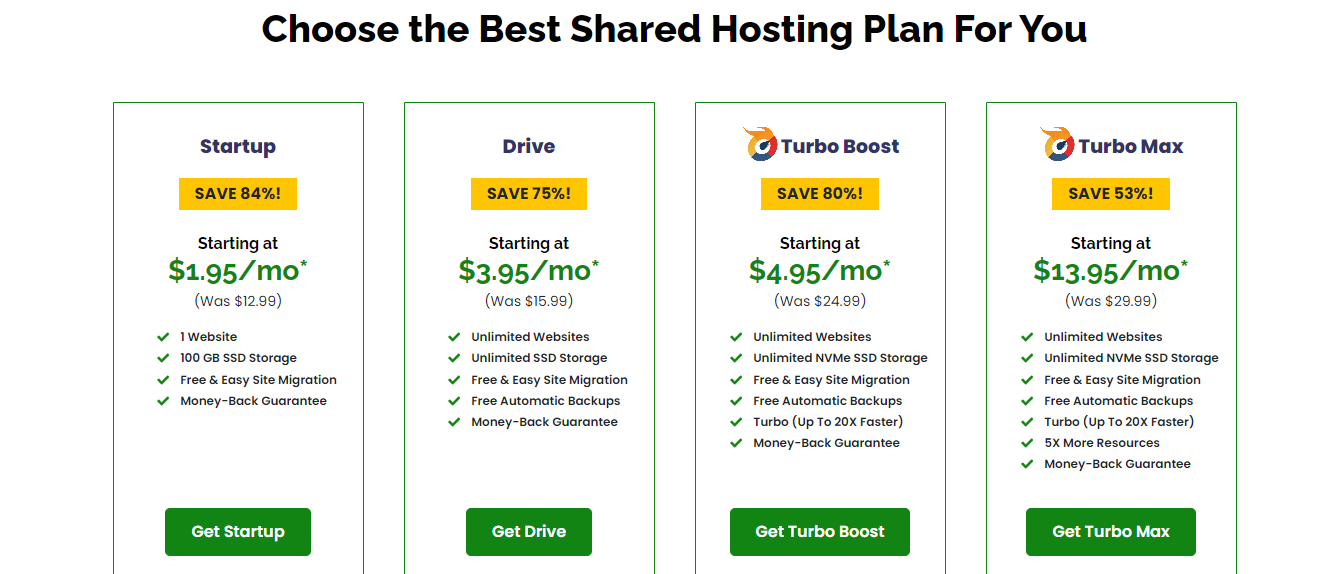 Choose the Best Shared Hosting Plan For You
Startup
SAVE 84%!
Starting at
$1.95/mo*
(Was $12.99)
1 Website
100 GB SSD Storage
Free & Easy Site Migration
Money-Back Guarantee
Get Startup
Drive
SAVE 75%!
Starting at
$3.95/mo*
(Was $15.99)
Unlimited Websites
Unlimited SSD Storage
Free & Easy Site Migration
Free Automatic Backups
Money-Back Guarantee
Get Drive
Turbo Boost
SAVE 80%!
Starting at
$4.95/mo*
(Was $24.99)
Unlimited Websites
Unlimited NVMe SSD Storage
Free & Easy Site Migration
Free Automatic Backups
Turbo (Up To 20X Faster)
Money-Back Guarantee
Get Turbo Boost
Turbo Max
SAVE 53%!
Starting at
$13.95/mo*
(Was $29.99)
Unlimited Websites
Unlimited NVMe SSD Storage
Free & Easy Site Migration
Free Automatic Backups
Turbo (Up To 20X Faster)
5X More Resources
Money-Back Guarantee
Get Turbo Max